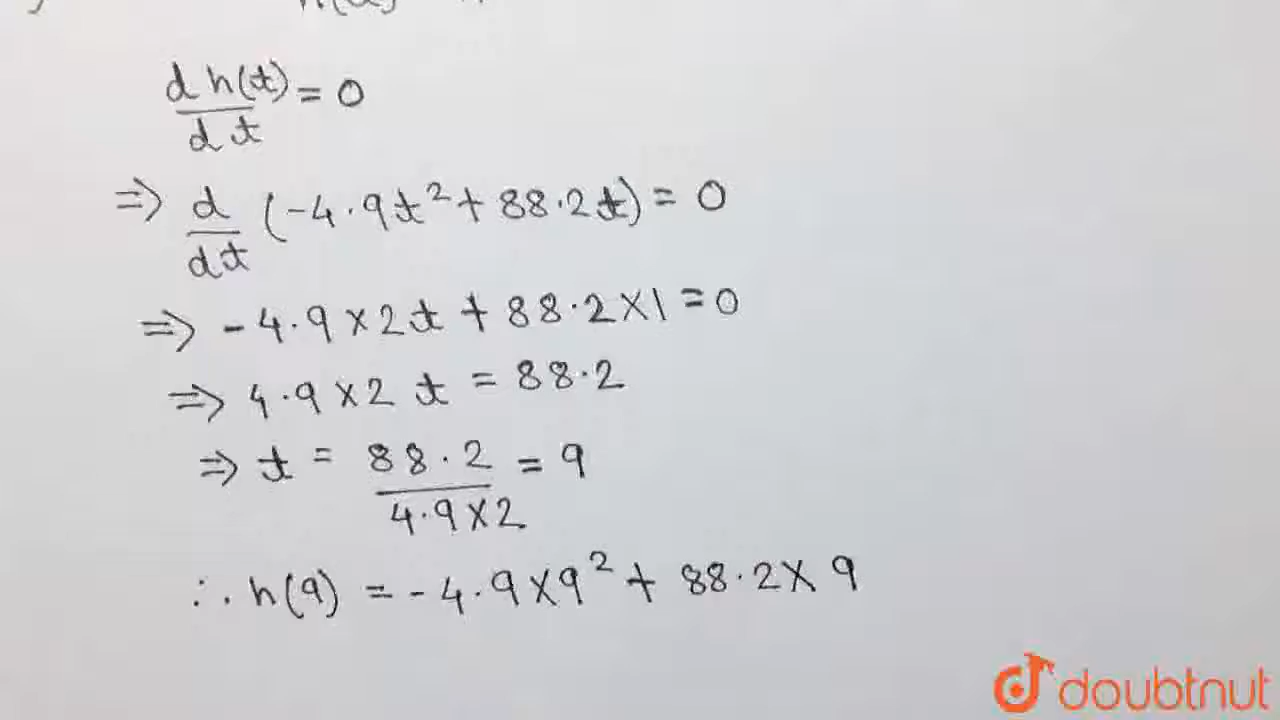 d h(t)/dt = 0
=> d/dt (-4.9t² + 88.2t) = 0
=> -4.9 × 2t + 88.2×1 = 0
=> 4.9 × 2 t = 88.2
=> t = 88.2/4.9×2 = 9
∴ h(9) = -4.9×9² + 88.2× 9
doubtnut